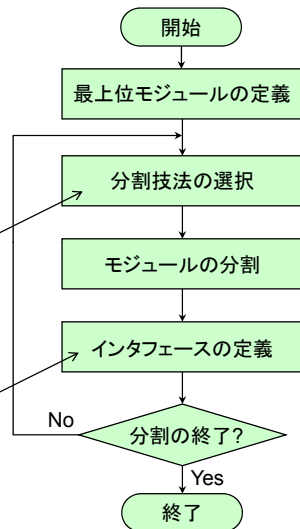 開始
最上位モジュールの定義
分割技法の選択
モジュールの分割
インタフェースの定義
分割の終了?
No
Yes
終了